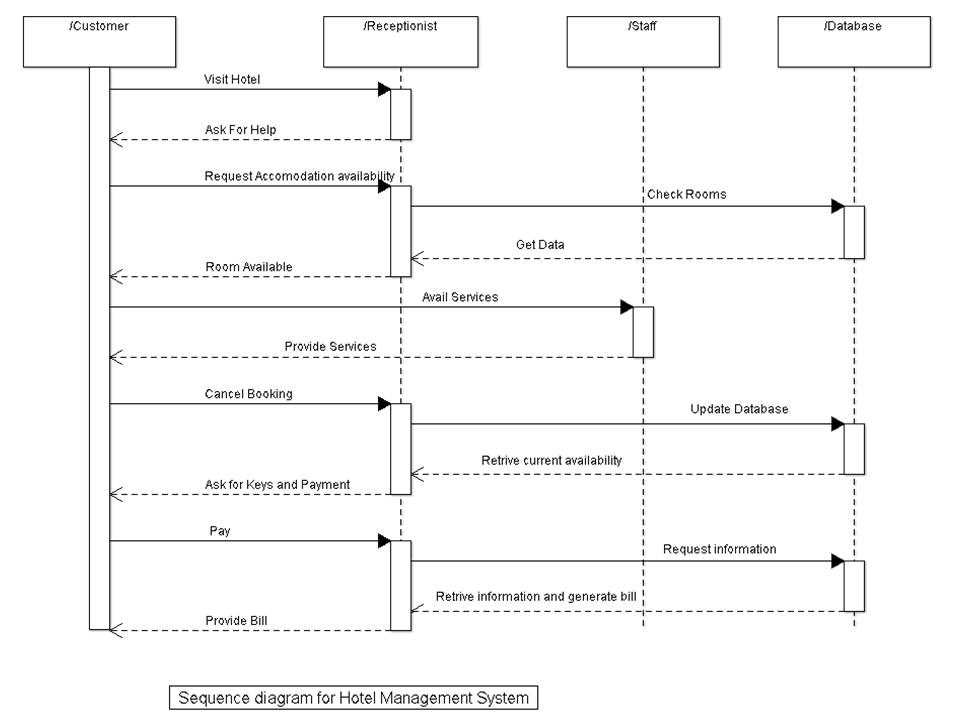 /Customer
/Receptionist
/Staff
/Database
Visit Hotel
Ask For Help
Request Accomodation availability
Check Rooms
Get Data
Room Available
Avail Services
Provide Services
Cancel Booking
Update Database
Retrive current availability
Ask for Keys and Payment
Pay
Request information
Retrive information and generate bill
Provide Bill
Sequence diagram for Hotel Management System